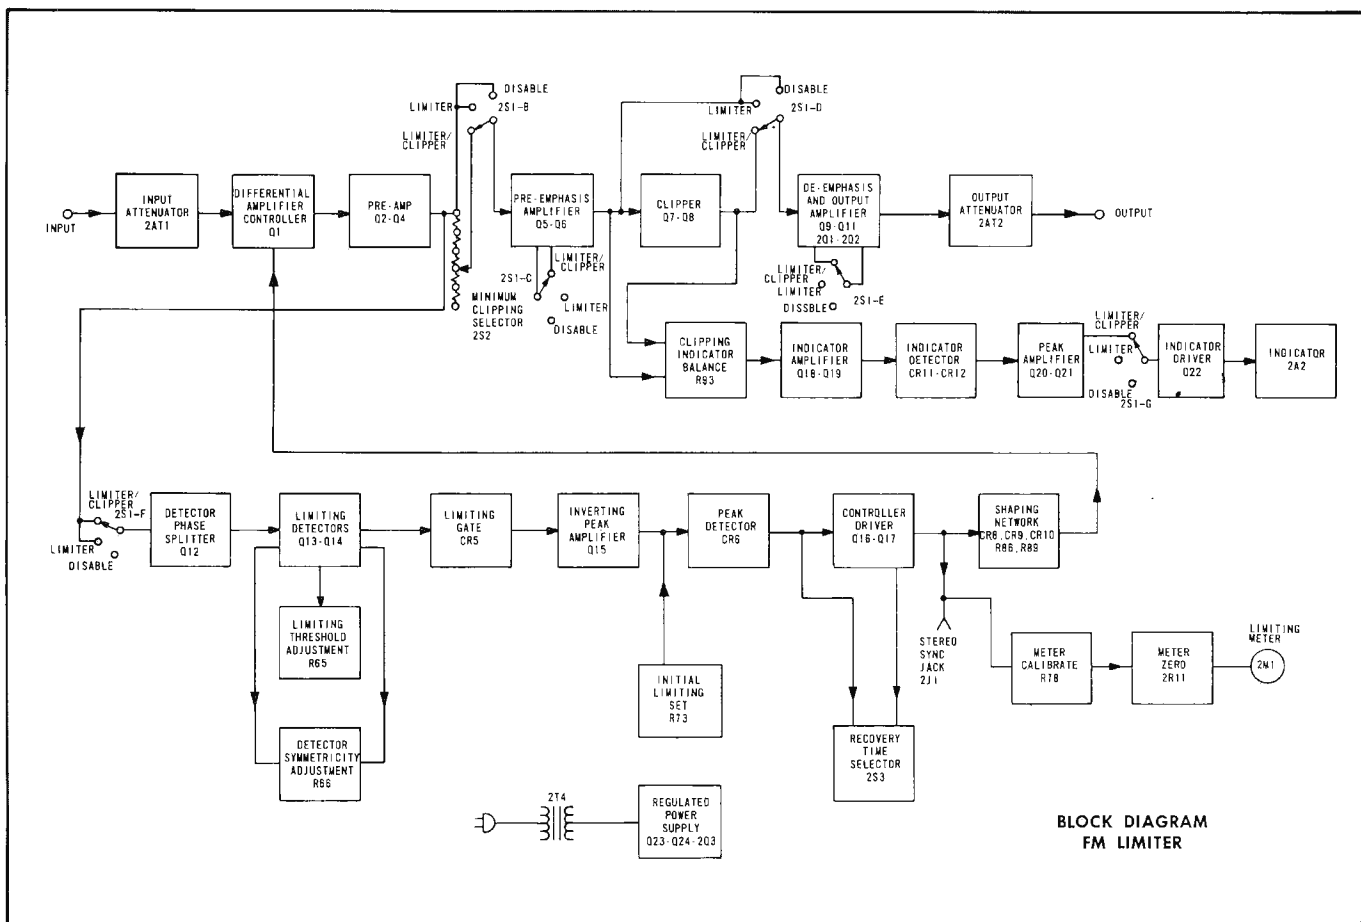 DISABLE
LIMITER
2S1-B
LIMITER/
CLIPPER
DISABLE
LIMITER
2S1-D
LIMITER/
CLIPPER
INPUT
INPUT
ATTENUATOR
2AT1
DIFFERENTIAL
AMPLIFIER
CONTROLLER
Q1
PRE-AMP
Q2-Q4
PRE-EMPHASIS
AMPLIFIER
Q5-Q6
CLIPPER
Q7-Q8
DE-EMPHASIS
AND OUTPUT
AMPLIFIER
Q9-Q11
2Q1-2Q2
OUTPUT
ATTENUATOR
2AT2
OUTPUT
MINIMUM
CLIPPING
SELECTOR
2S2
2S1-C
LIMITER/
CLIPPER
LIMITER
DISABLE
LIMITER/
CLIPPER
LIMITER
DISSBLE
2S1-E
CLIPPING
INDICATOR
BALANCE
R93
INDICATOR
AMPLIFIER
Q18-Q19
INDICATOR
DETECTOR
CR11-CR12
PEAK
AMPLIFIER
Q20-Q21
LIMITER/
CLIPPER
LIMITER
DISABLE
2S1-G
INDICATOR
DRIVER
Q22
INDICATOR
2A2
LIMITER/
CLIPPER
2S1-F
LIMITER
DISABLE
DETECTOR
PHASE
SPLITTER
Q12
LIMITING
DETECTORS
Q13-Q14
LIMITING
GATE
CR5
INVERTING
PEAK
AMPLIFIER
Q15
PEAK
DETECTOR
CR6
CONTROLLER
DRIVER
Q16-Q17
SHAPING
NETWORK
CR8,CR9,CR10
R86,R89
LIMITING
THRESHOLD
ADJUSTMENT
R65
DETECTOR
SYMMETRICITY
ADJUSTMENT
R66
INITIAL
LIMITING
SET
R73
RECOVERY
TIME
SELECTOR
2S3
STEREO
SYNC
JACK
2J1
METER
CALIBRATE
R78
METER
ZERO
2R11
LIMITING
METER
2M1
2T4
REGULATED
POWER
SUPPLY
Q23-Q24-2Q3
BLOCK DIAGRAM
FM LIMITER